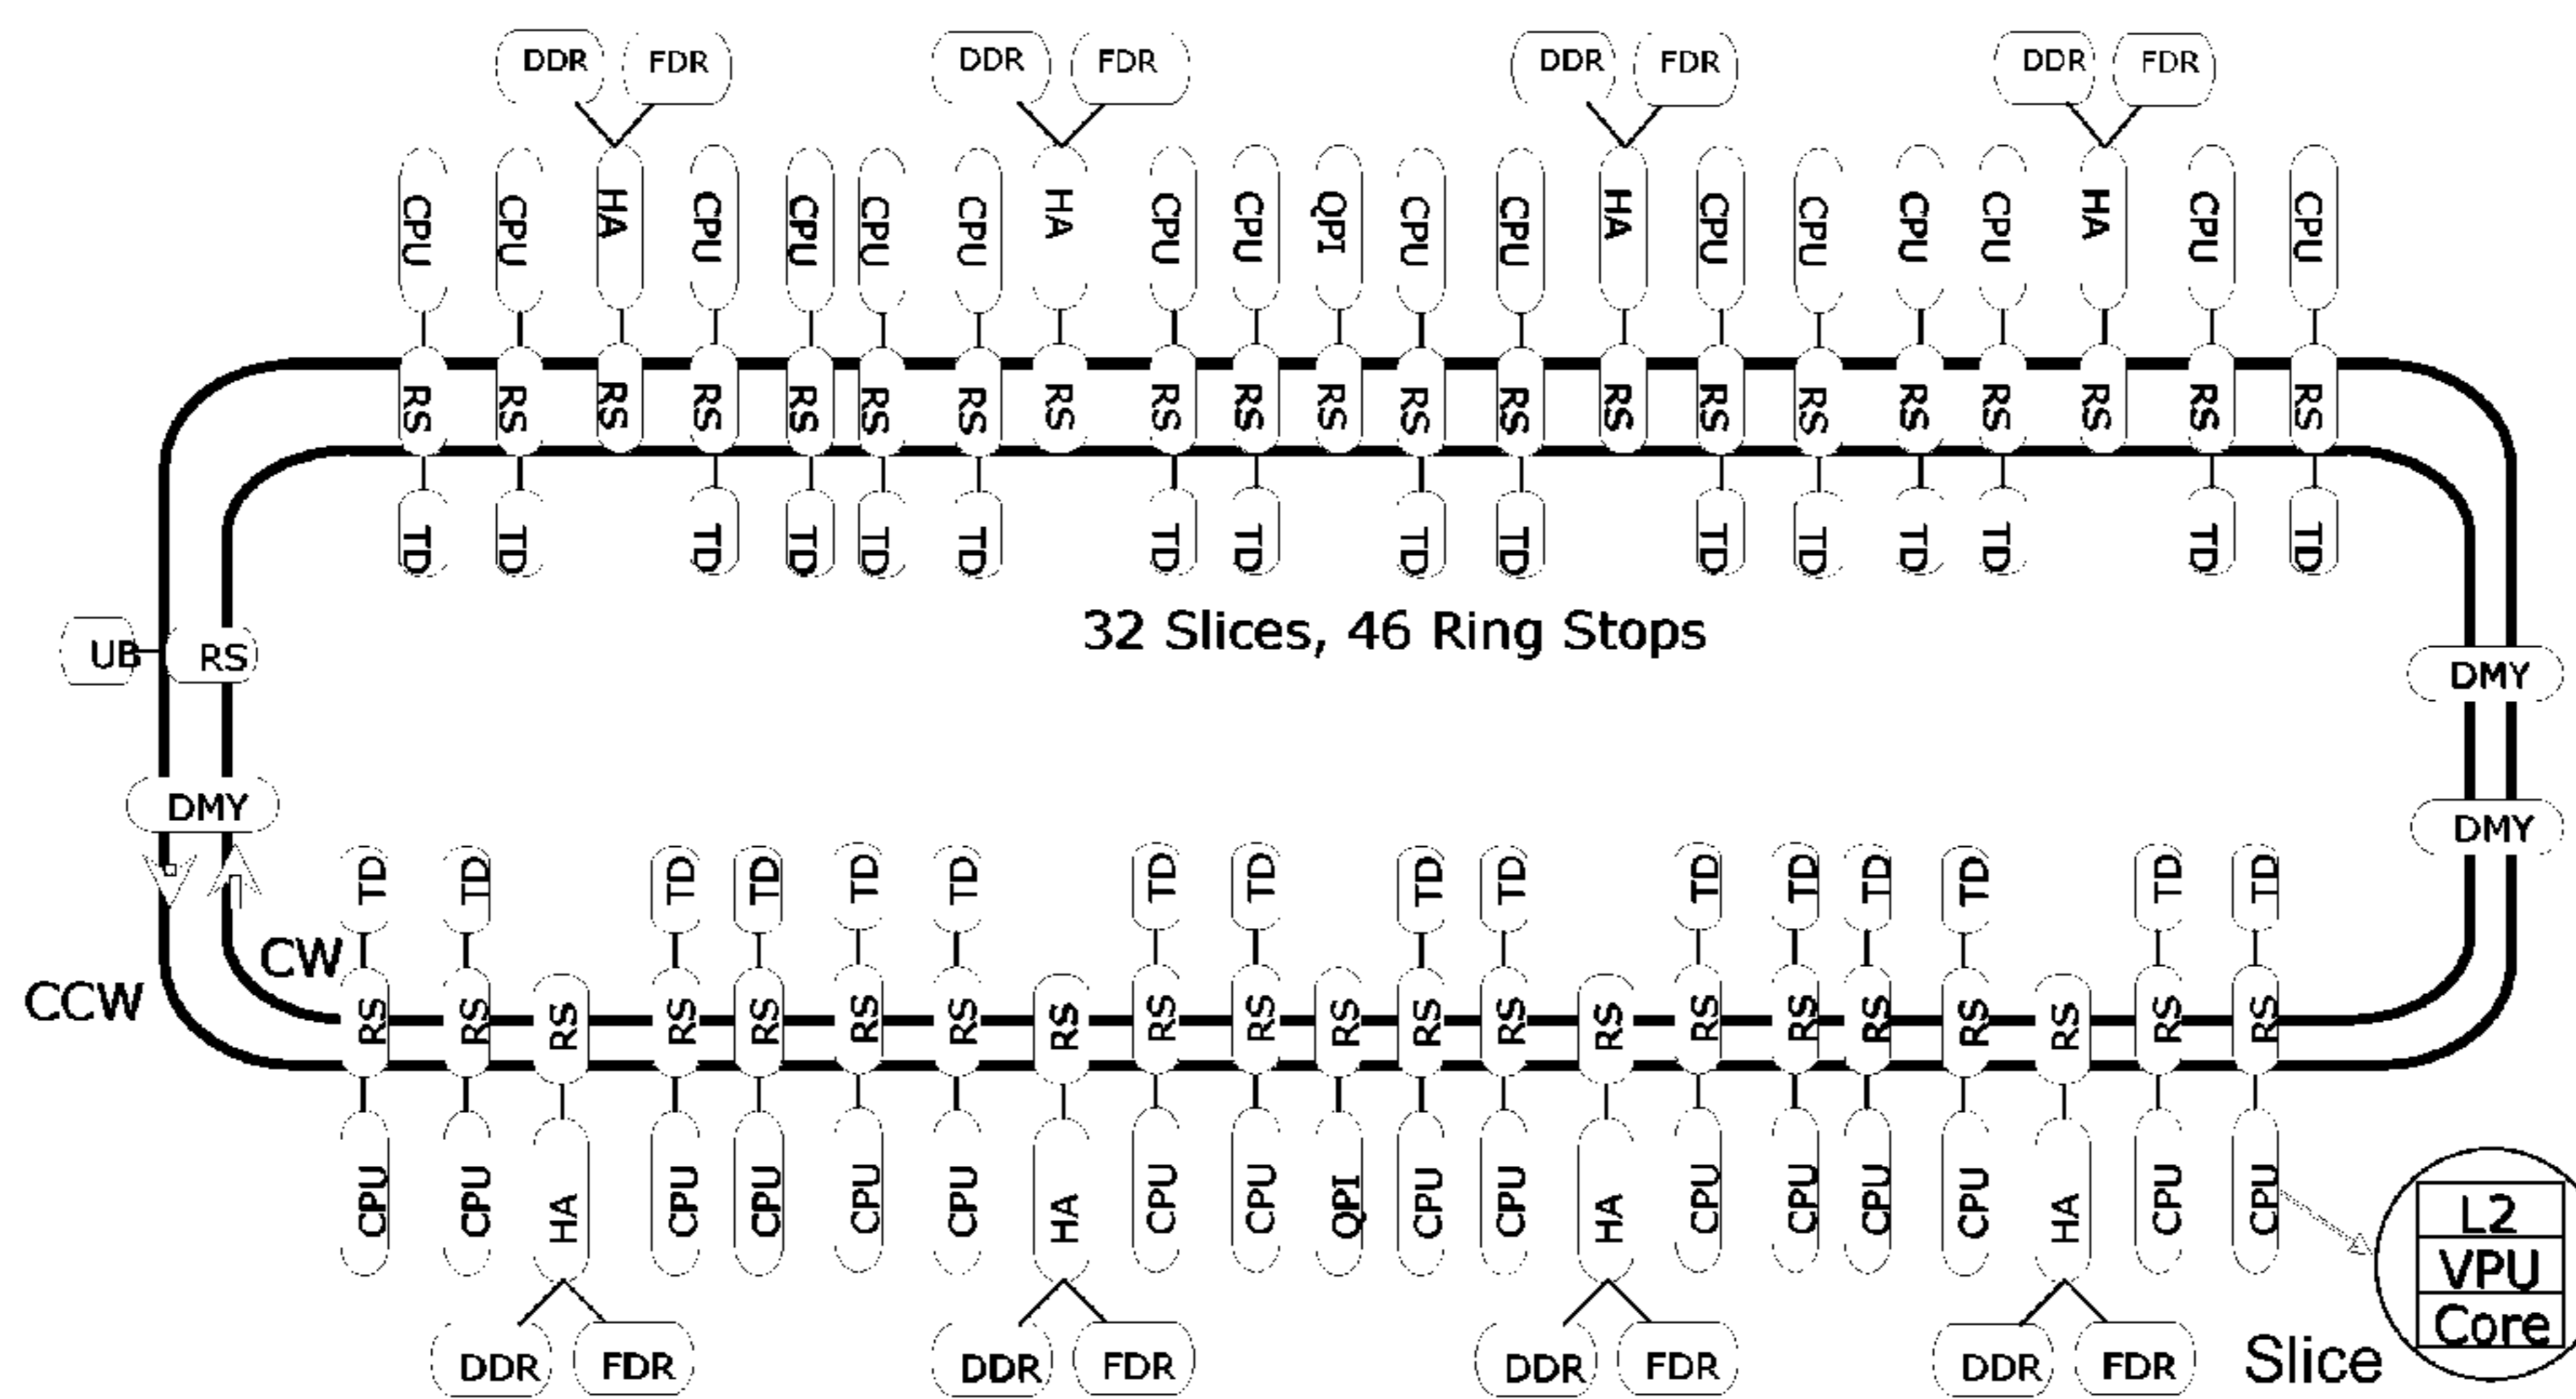 DDR FDR DDR FDR DDR FDR DDR FDR
CPU CPU HA CPU CPU CPU CPU HA CPU CPU QPI CPU CPU HA CPU CPU CPU CPU HA CPU CPU
RS RS RS RS RS RS RS RS RS RS RS RS RS RS RS RS RS RS RS RS RS
TD TD TD TD TD TD TD TD TD TD TD TD TD TD TD TD
32 Slices, 46 Ring Stops
UB RS
DMY
DMY
DMY
TD TD TD TD TD TD TD TD TD TD TD TD TD TD TD TD
CW
CCW
RS RS RS RS RS RS RS RS RS RS RS RS RS RS RS RS RS RS RS RS RS
CPU CPU HA CPU CPU CPU CPU HA CPU CPU QPI CPU CPU HA CPU CPU CPU CPU HA CPU CPU
L2
VPU
Core
Slice
DDR FDR DDR FDR DDR FDR DDR FDR